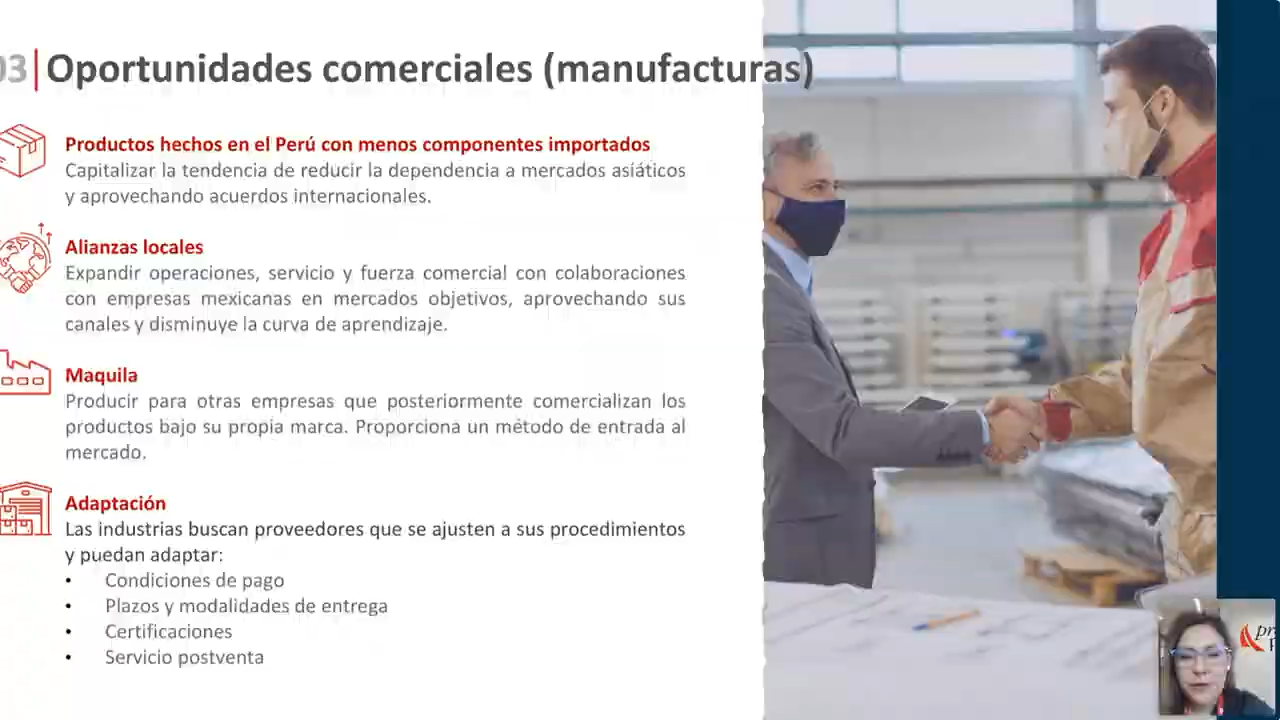 03 Oportunidades comerciales (manufacturas)
Productos hechos en el Perú con menos componentes importados
Capitalizar la tendencia de reducir la dependencia a mercados asiáticos
y aprovechando acuerdos internacionales.
Alianzas locales
Expandir operaciones, servicio y fuerza comercial con colaboraciones
con empresas mexicanas en mercados objetivos, aprovechando sus
canales y disminuye la curva de aprendizaje.
Maquila
Producir para otras empresas que posteriormente comercializan los
productos bajo su propia marca. Proporciona un método de entrada al
mercado.
Adaptación
Las industrias buscan proveedores que se ajusten a sus procedimientos
y puedan adaptar:
• Condiciones de pago
• Plazos y modalidades de entrega
• Certificaciones
• Servicio postventa